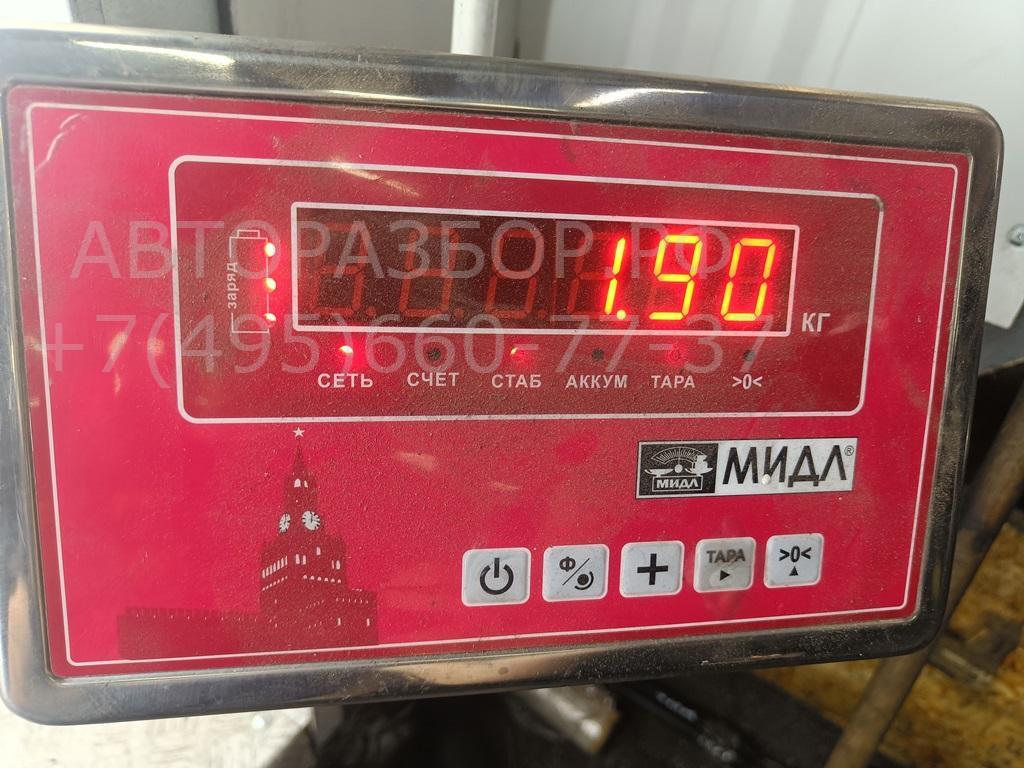 АВТОРАЗБОР.РФ
+7(495)660-77-37
заряд
1.90
КГ
СЕТЬ СЧЕТ СТАБ АККУМ ТАРА >0<
МИДЛ МИДЛ®
Ф + ТАРА >0<